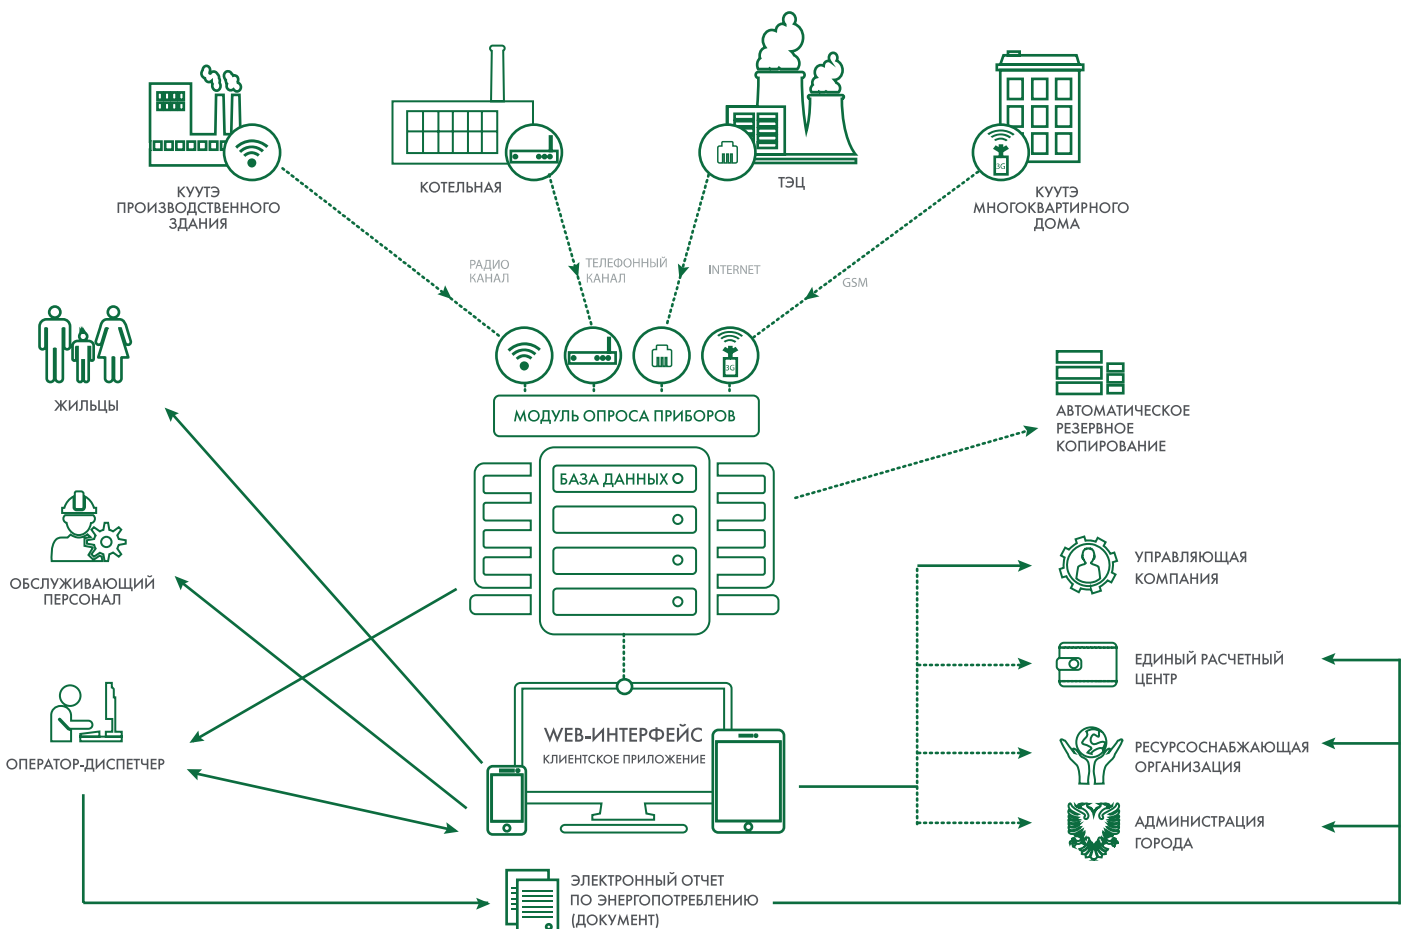 КУУТЭ
ПРОИЗВОДСТВЕННОГО
ЗДАНИЯ
КОТЕЛЬНАЯ
ТЭЦ
3G
КУУТЭ
МНОГОКВАРТИРНОГО
ДОМА
РАДИО
КАНАЛ
ТЕЛЕФОННЫЙ
КАНАЛ
INTERNET
GSM
3G
МОДУЛЬ ОПРОСА ПРИБОРОВ
БАЗА ДАННЫХ
ЖИЛЬЦЫ
ОБСЛУЖИВАЮЩИЙ
ПЕРСОНАЛ
ОПЕРАТОР-ДИСПЕТЧЕР
WEB-ИНТЕРФЕЙС
КЛИЕНТСКОЕ ПРИЛОЖЕНИЕ
АВТОМАТИЧЕСКОЕ
РЕЗЕРВНОЕ
КОПИРОВАНИЕ
УПРАВЛЯЮЩАЯ
КОМПАНИЯ
ЕДИНЫЙ РАСЧЕТНЫЙ
ЦЕНТР
РЕСУРСОСНАБЖАЮЩАЯ
ОРГАНИЗАЦИЯ
АДМИНИСТРАЦИЯ
ГОРОДА
ЭЛЕКТРОННЫЙ ОТЧЕТ
ПО ЭНЕРГОПОТРЕБЛЕНИЮ
(ДОКУМЕНТ)